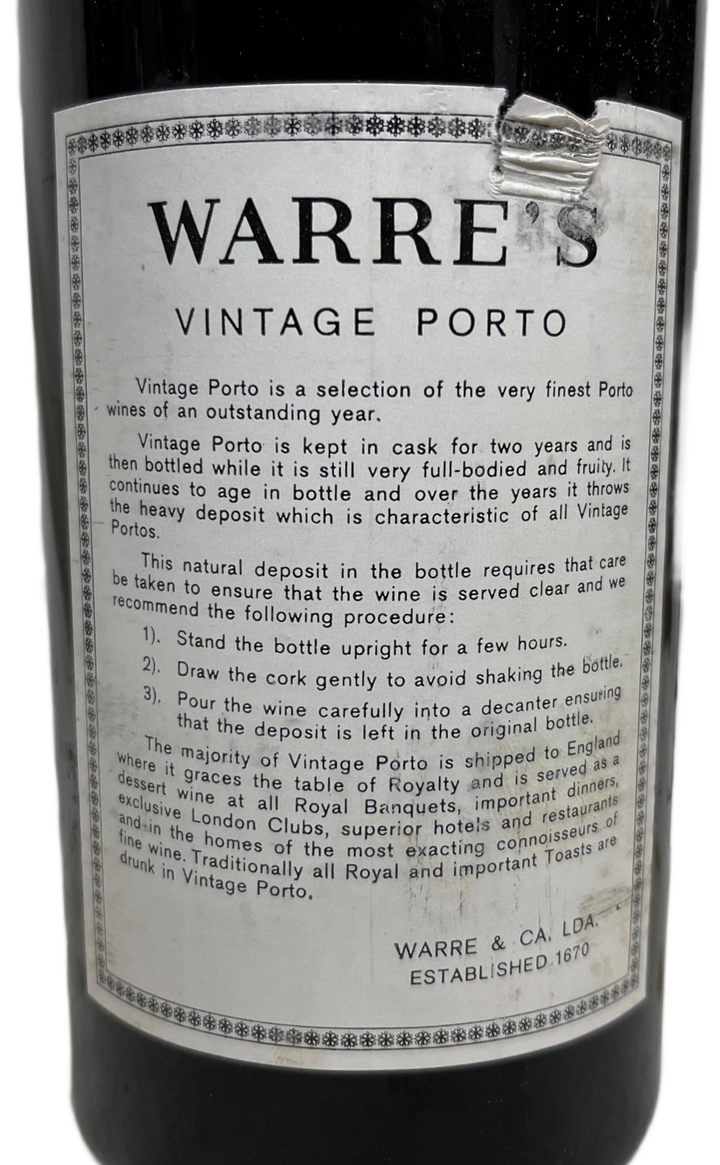 WARRE'S
VINTAGE PORTO
Vintage Porto is a selection of the very finest Porto
wines of an outstanding year.
Vintage Porto is kept in cask for two years and is
then bottled while it is still very full-bodied and fruity. It
continues to age in bottle and over the years it throws
the heavy deposit which is characteristic of all Vintage
Portos.
This natural deposit in the bottle requires that care
be taken to ensure that the wine is served clear and we
recommend the following procedure:
1). Stand the bottle upright for a few hours.
2). Draw the cork gently to avoid shaking the bottle.
3). Pour the wine carefully into a decanter ensuring
that the deposit is left in the original bottle.
The majority of Vintage Porto is shipped to England
where it graces the table of Royalty and is served as a
dessert wine at all Royal Banquets, important dinners,
exclusive London Clubs, superior hotels and restaurants
and in the homes of the most exacting connoisseurs of
fine wine. Traditionally all Royal and important Toasts are
drunk in Vintage Porto.
WARRE & CA. LDA.
ESTABLISHED 1670